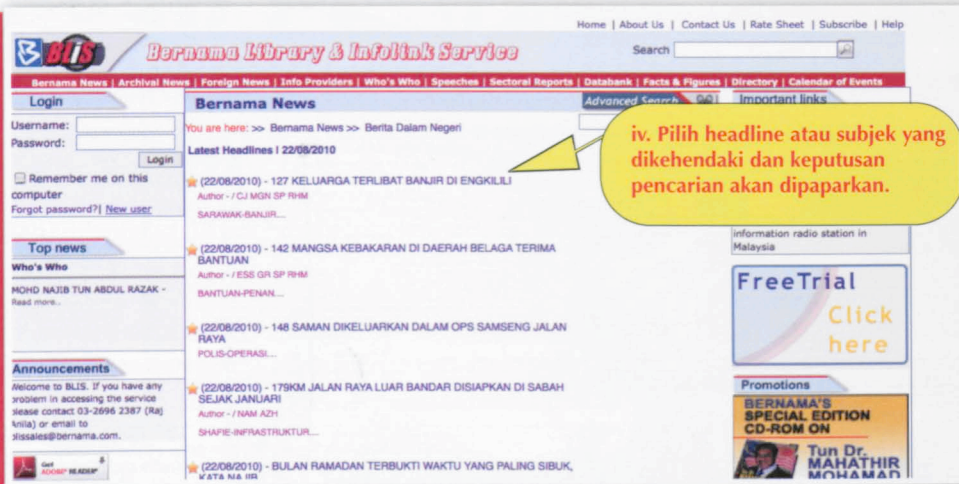 Home | About Us | Contact Us | Rate Sheet | Subscribe | Help
B BLIS
Bernama Library & Infolink Service
Search
Bernama News | Archival News | Foreign News | Info Providers | Who's Who | Speeches | Sectoral Reports | Databank | Facts & Figures | Directory | Calendar of Events
Login
Username:
Password:
Login
Remember me on this
computer
Forgot password?| New user
Top news
Who's Who
MOHD NAJIB TUN ABDUL RAZAK -
Read more..
Announcements
Welcome to BLIS. If you have any
problem in accessing the service
please contact 03-2696 2387 (Raj
Anila) or email to
blissales@bernama.com.
Get
ADOBE® READER®
Bernama News
Advanced Search GO
You are here: >> Bernama News >> Berita Dalam Negeri
Latest Headlines | 22/08/2010
(22/08/2010) - 127 KELUARGA TERLIBAT BANJIR DI ENGKILILI
Author - / CJ MGN SP RHM
SARAWAK-BANJIR....
(22/08/2010) - 142 MANGSA KEBAKARAN DI DAERAH BELAGA TERIMA
BANTUAN
Author - / ESS GR SP RHM
BANTUAN-PENAN....
(22/08/2010) - 148 SAMAN DIKELUARKAN DALAM OPS SAMSENG JALAN
RAYA
POLIS-OPERASI....
(22/08/2010) - 179KM JALAN RAYA LUAR BANDAR DISIAPKAN DI SABAH
SEJAK JANUARI
Author - / NAM AZH
SHAFIE-INFRASTRUKTUR....
(22/08/2010) - BULAN RAMADAN TERBUKTI WAKTU YANG PALING SIBUK,
KATA NAJIB
Important links
iv. Pilih headline atau subjek yang
dikehendaki dan keputusan
pencarian akan dipaparkan.
information radio station in
Malaysia
FreeTrial
Click
here
Promotions
BERNAMA'S
SPECIAL EDITION
CD-ROM ON
Tun Dr.
MAHATHIR
MOHAMAD